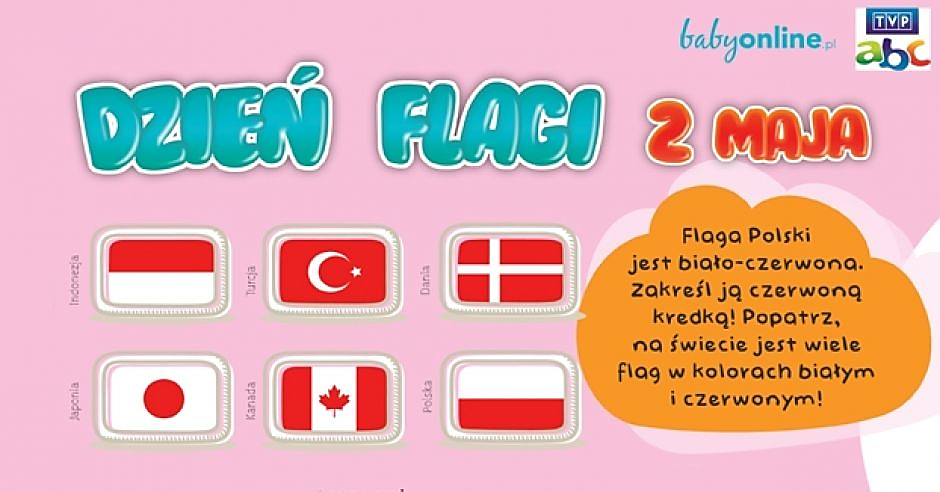 babyonline.pl
TVP
abc
DZIEŃ FLAGI 2 MAJA
Indonezja
Turcja
Dania
Flaga Polski
jest biało-czerwona.
Zakreśl ją czerwoną
kredką! Popatrz,
na świecie jest wiele
flag w kolorach białym
i czerwonym!
Japonia
Kanada
Polska